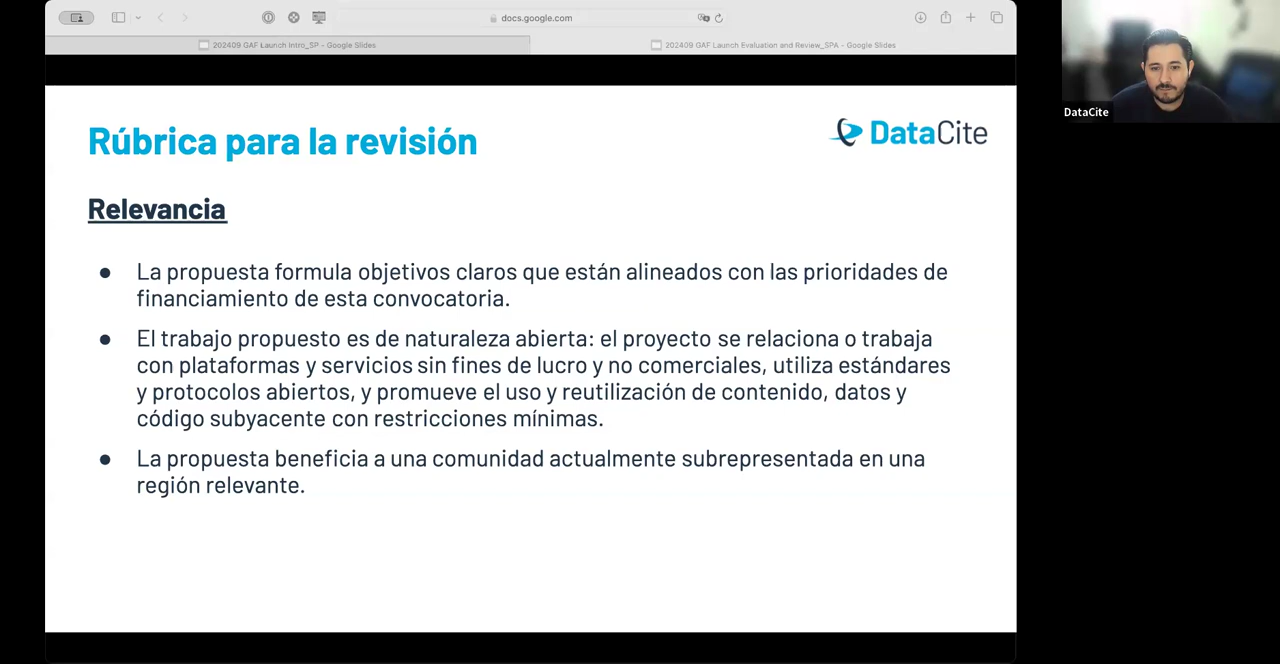 docs.google.com
202409 GAF Launch Intro_SP - Google Slides
202409 GAF Launch Evaluation and Review_SPA - Google Slides
Rúbrica para la revisión
DataCite
Relevancia
● La propuesta formula objetivos claros que están alineados con las prioridades de
financiamiento de esta convocatoria.
● El trabajo propuesto es de naturaleza abierta: el proyecto se relaciona o trabaja
con plataformas y servicios sin fines de lucro y no comerciales, utiliza estándares
y protocolos abiertos, y promueve el uso y reutilización de contenido, datos y
código subyacente con restricciones mínimas.
● La propuesta beneficia a una comunidad actualmente subrepresentada en una
región relevante.
DataCite